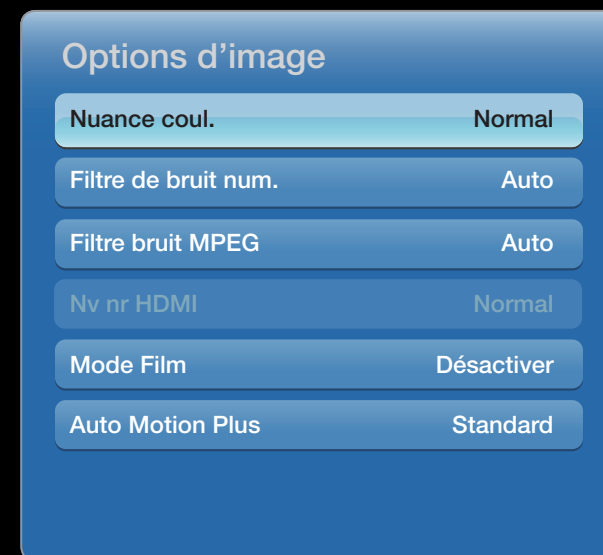 Options d’image
Nuance coul. Normal
Filtre de bruit num. Auto
Filtre bruit MPEG Auto
Nv nr HDMI Normal
Mode Film Désactiver
Auto Motion Plus Standard